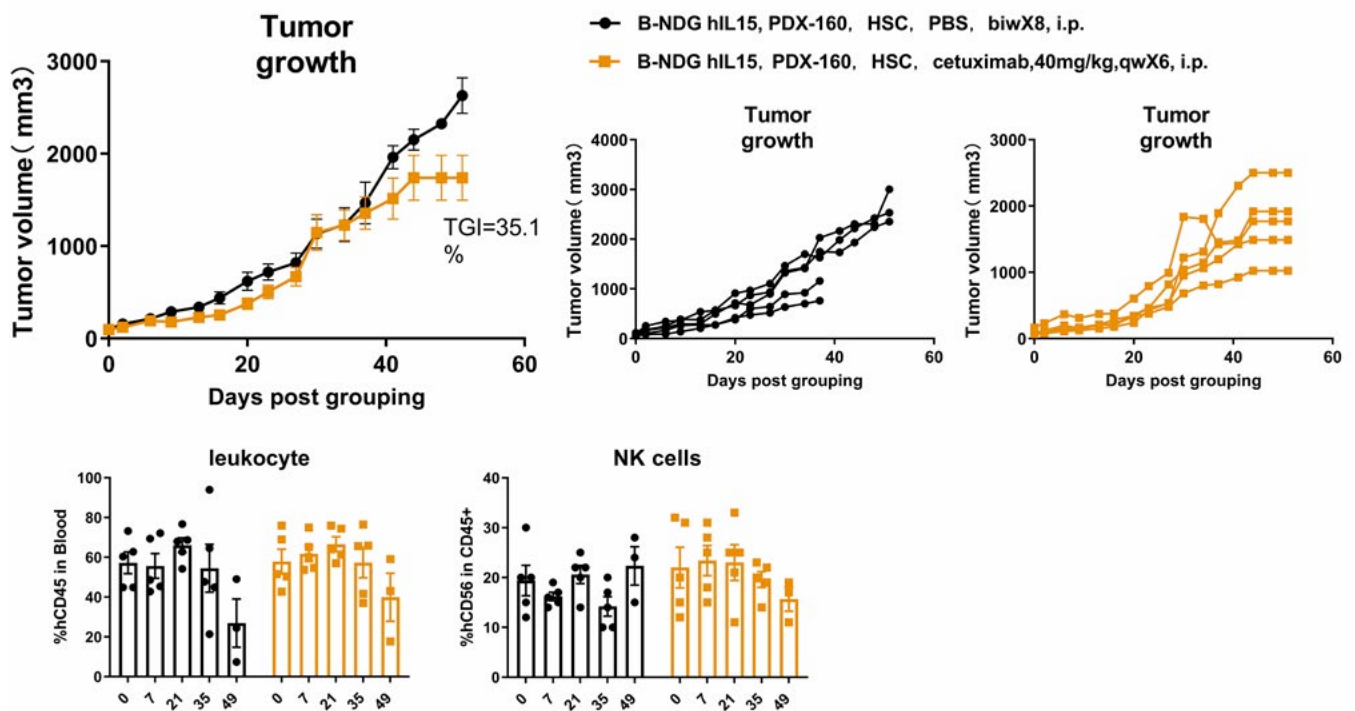 Tumor
growth
B-NDG hIL15, PDX-160, HSC, PBS, biwX8, i.p.
B-NDG hIL15, PDX-160, HSC, cetuximab,40mg/kg,qwX6, i.p.
Tumor volume( mm3)
3000
2000
1000
0
TGI=35.1
%
0 20 40 60
Days post grouping
Tumor
growth
Tumor volume( mm3)
4000
3000
2000
1000
0
0 20 40 60
Days post grouping
Tumor
growth
Tumor volume( mm3)
3000
2000
1000
0
0 20 40 60
Days post grouping
leukocyte
%hCD45 in Blood
100
80
60
40
20
0
0 7 21 35 49 0 7 21 35 49
NK cells
%hCD56 in CD45+
40
30
20
10
0
0 7 21 35 49 0 7 21 35 49